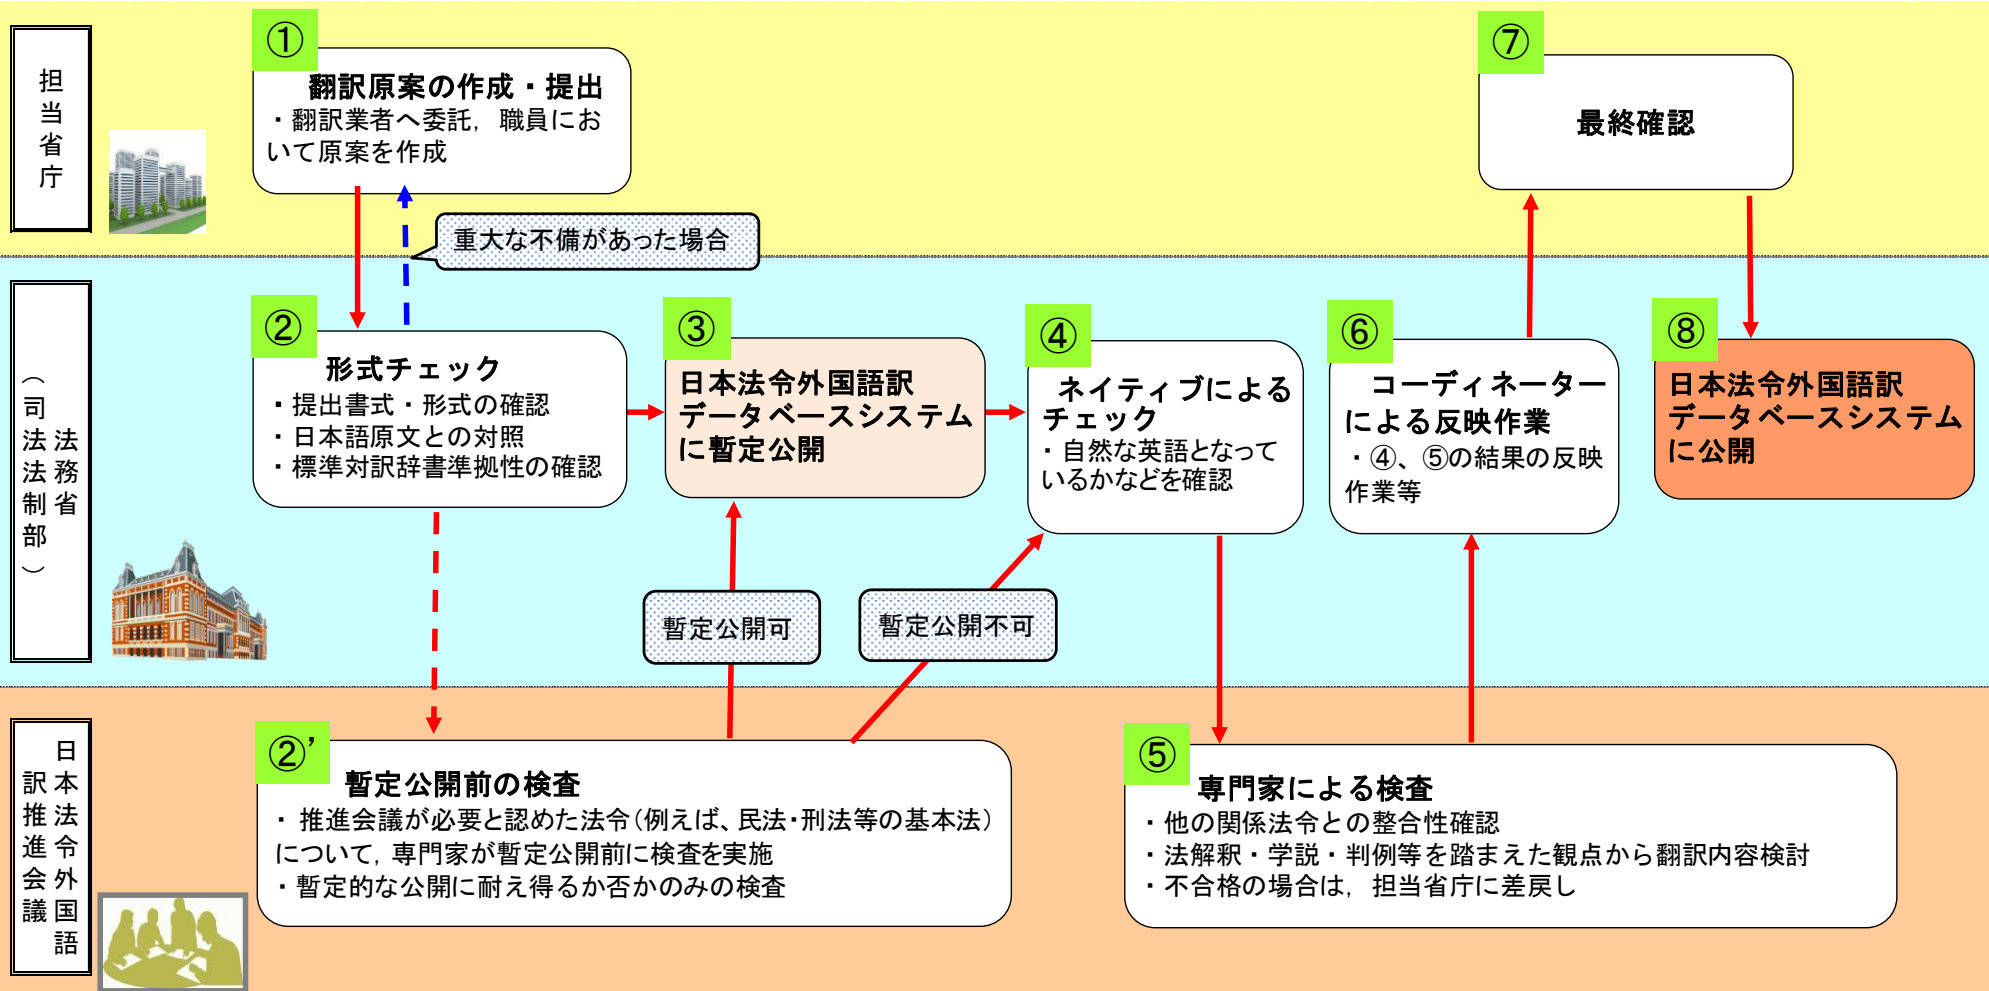 担当省庁
①
翻訳原案の作成・提出
・翻訳業者へ委託，職員にお
いて原案を作成
⑦
最終確認
重大な不備があった場合
法務省
（司法法制部）
②
形式チェック
・提出書式・形式の確認
・日本語原文との対照
・標準対訳辞書準拠性の確認
③
日本法令外国語訳
データベースシステム
に暫定公開
④
ネイティブによる
チェック
・自然な英語となって
いるかなどを確認
⑥
コーディネーター
による反映作業
・④、⑤の結果の反映
作業等
⑧
日本法令外国語訳
データベースシステム
に公開
暫定公開可
暫定公開不可
日本法令外国語
訳推進会議
②’
暫定公開前の検査
・ 推進会議が必要と認めた法令（例えば、民法・刑法等の基本法）
について，専門家が暫定公開前に検査を実施
・暫定的な公開に耐え得るか否かのみの検査
⑤
専門家による検査
・他の関係法令との整合性確認
・法解釈・学説・判例等を踏まえた観点から翻訳内容検討
・不合格の場合は，担当省庁に差戻し